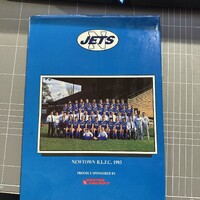 JETS
N
NEWTOWN R.L.F.C. 1993
PROUDLY SPONSORED BY